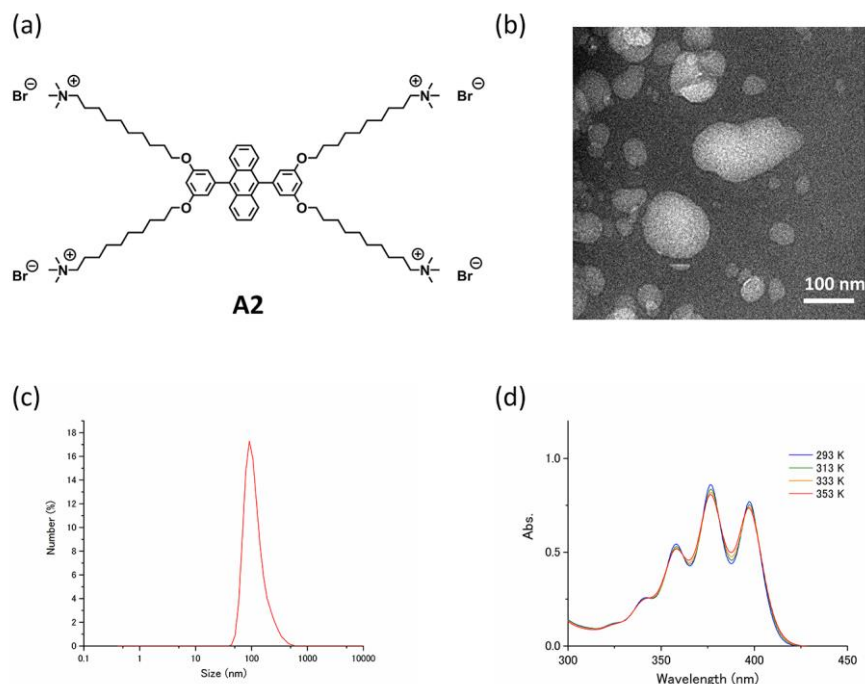 (a)
Br⊖
⊕
N
O
O
O
O
N
⊕
Br⊖
Br⊖
N
⊕
N
⊕
Br⊖
A2
(b)
100 nm
(c)
Number (%)
18
16
14
12
10
8
6
4
2
0
0.1 1 10 100 1000 10000
Size (nm)
(d)
Abs.
1.0
0.5
0.0
293 K
313 K
333 K
353 K
300 350 400 450
Wavelength (nm)